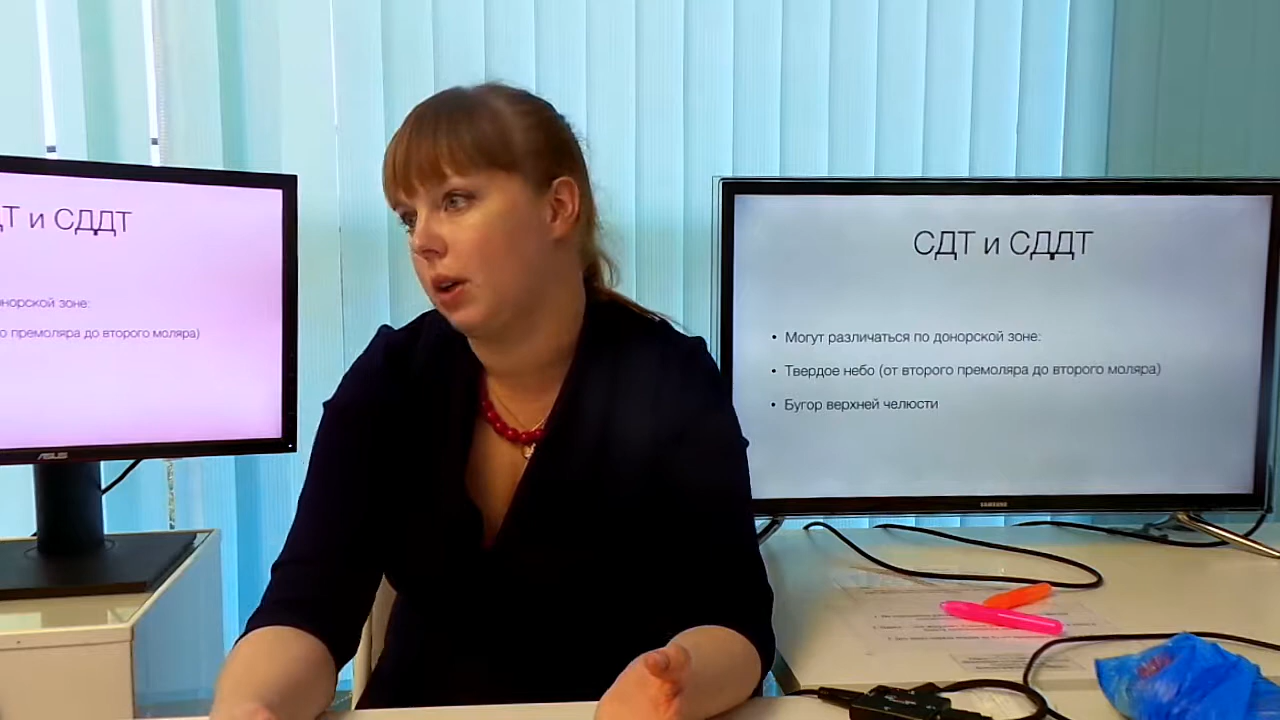 ДТ и СДДТ
норской зоне:
о премоляра до второго моляра)
ASUS
СДТ и СДДТ
• Могут различаться по донорской зоне:
• Твердое небо (от второго премоляра до второго моляра)
• Бугор верхней челюсти
SAMSUNG